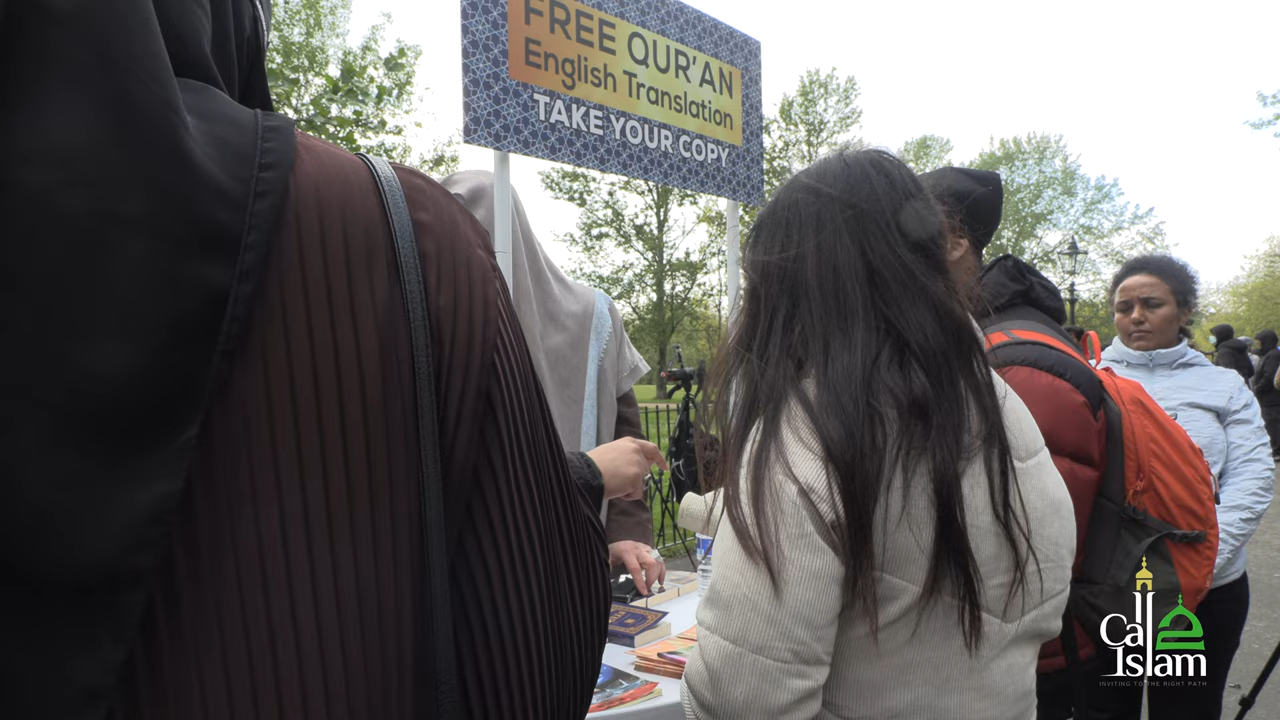 FREE QUR'AN
English Translation
TAKE YOUR COPY
Call
Islam
INVITING TO THE RIGHT PATH